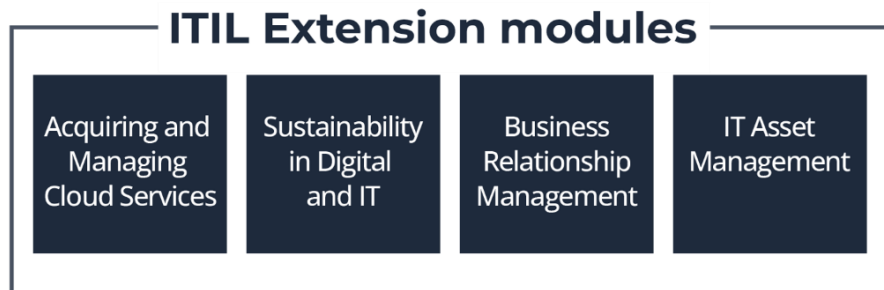 ITIL Extension modules
Acquiring and
Managing
Cloud Services
Sustainability
in Digital
and IT
Business
Relationship
Management
IT Asset
Management